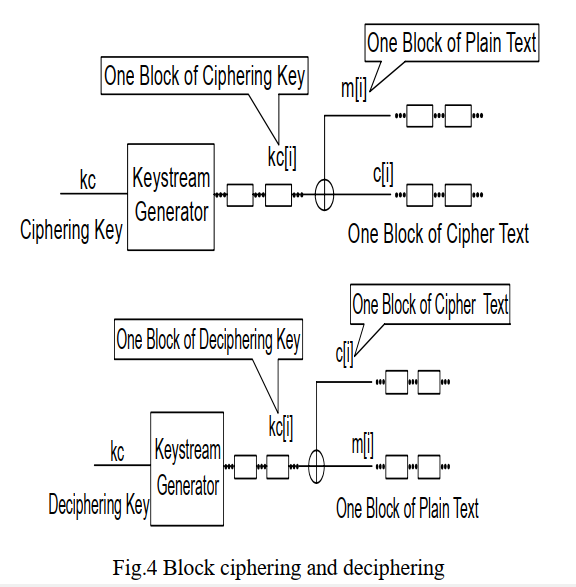 One Block of Plain Text
One Block of Ciphering Key
m[i]
kc[i]
kc
Keystream
Generator
c[i]
Ciphering Key
One Block of Cipher Text
One Block of Cipher Text
One Block of Deciphering Key
c[i]
kc[i]
kc
Keystream
Generator
m[i]
Deciphering Key
One Block of Plain Text
Fig.4 Block ciphering and deciphering